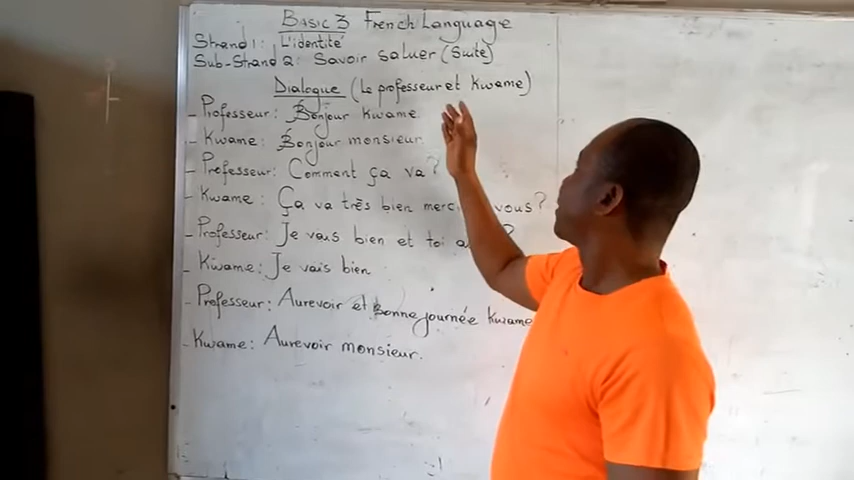 Basic 3 French Language
Strand 1: L'identité
Sub-Strand 2: Savoir saluer (Suite)
Dialogue (Le professeur et Kwame)
- Professeur: Bonjour Kwame
- Kwame: Bonjour monsieur
- Professeur: Comment ça va?
- Kwame: Ça va très bien merci vous?
- Professeur: Je vais bien et toi ?
- Kwame: Je vais bien.
- Professeur: Aurevoir et Bonne journée Kwame
- Kwame: Aurevoir monsieur.